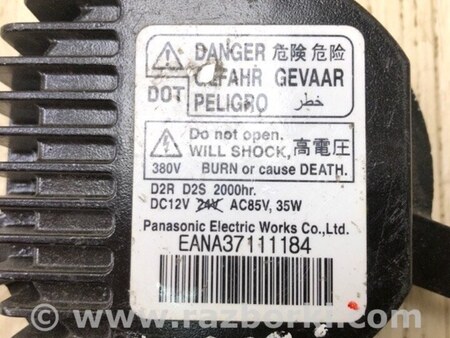 DANGER 危険 危险
GEFAHR GEVAAR
DOT PELIGRO خطر
Do not open.
WILL SHOCK, 高電圧
380V BURN or cause DEATH.
D2R D2S 2000hr.
DC12V 24V AC85V, 35W
Panasonic Electric Works Co.,Ltd.
EANA37111184
www.razborki.com